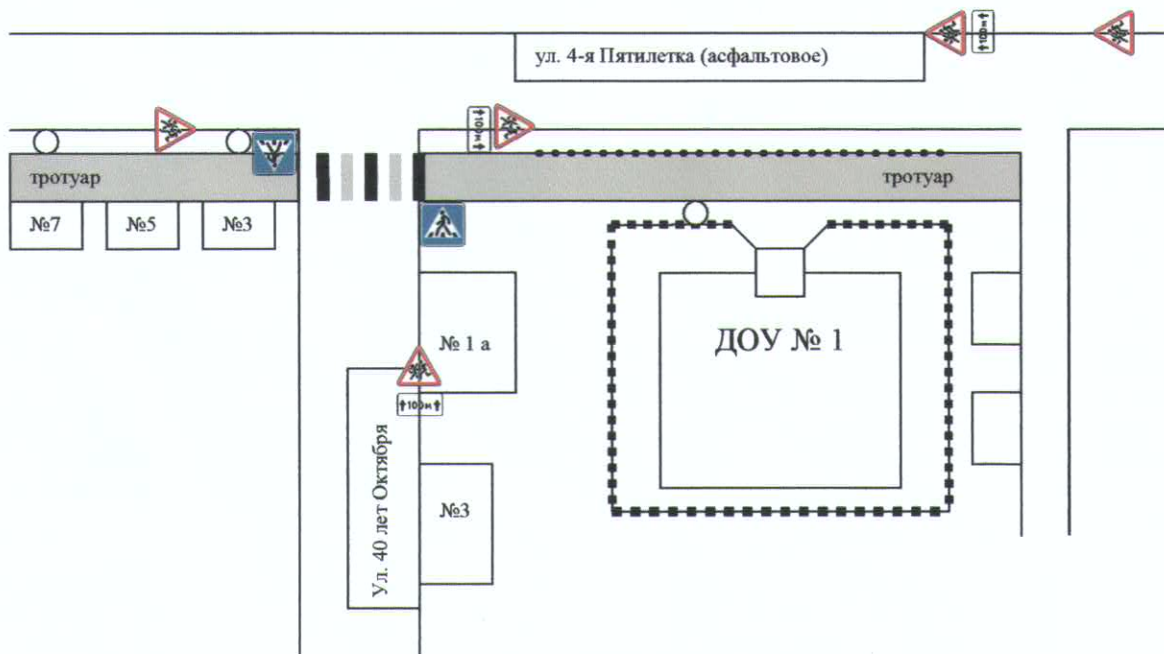 ул. 4-я Пятилетка (асфальтовое)
100м
100м
тротуар
тротуар
№7
№5
№3
№ 1 а
ДОУ № 1
100м
Ул. 40 лет Октября
№3